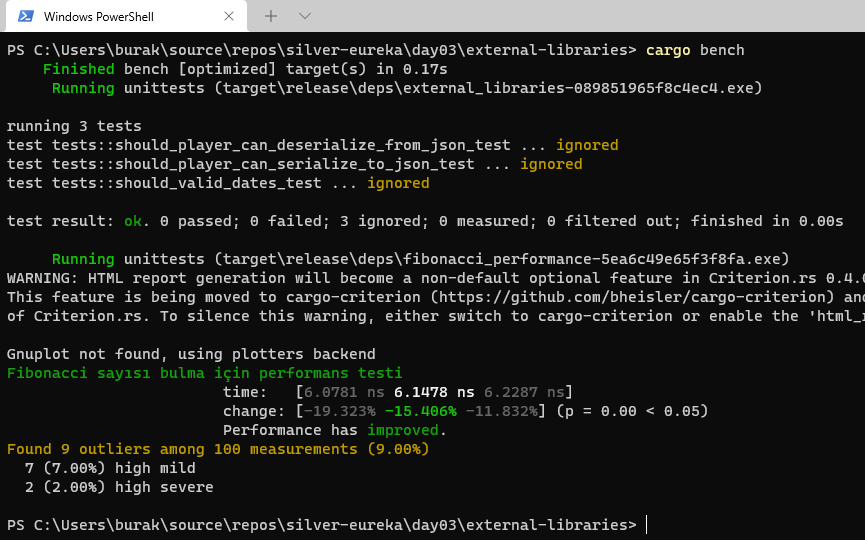 Windows PowerShell
PS C:\Users\burak\source\repos\silver-eureka\day03\external-libraries> cargo bench
Finished bench [optimized] target(s) in 0.17s
Running unittests (target\release\deps\external_libraries-089851965f8c4ec4.exe)
running 3 tests
test tests::should_player_can_deserialize_from_json_test ... ignored
test tests::should_player_can_serialize_to_json_test ... ignored
test tests::should_valid_dates_test ... ignored
test result: ok. 0 passed; 0 failed; 3 ignored; 0 measured; 0 filtered out; finished in 0.00s
Running unittests (target\release\deps\fibonacci_performance-5ea6c49e65f3f8fa.exe)
WARNING: HTML report generation will become a non-default optional feature in Criterion.rs 0.4.
This feature is being moved to cargo-criterion (https://github.com/bheisler/cargo-criterion) and
of Criterion.rs. To silence this warning, either switch to cargo-criterion or enable the 'html_
Gnuplot not found, using plotters backend
Fibonacci sayısı bulma için performans testi
time: [6.0781 ns 6.1478 ns 6.2287 ns]
change: [-19.323% -15.406% -11.832%] (p = 0.00 < 0.05)
Performance has improved.
Found 9 outliers among 100 measurements (9.00%)
7 (7.00%) high mild
2 (2.00%) high severe
PS C:\Users\burak\source\repos\silver-eureka\day03\external-libraries>